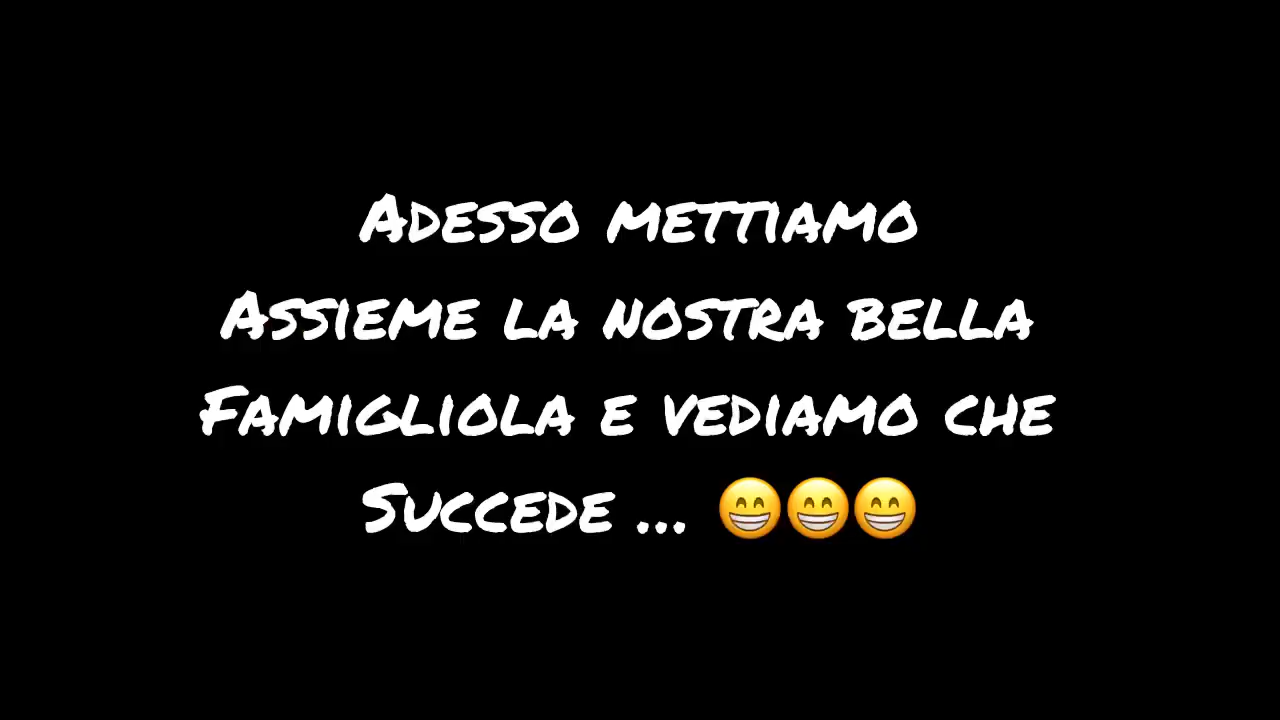 Adesso mettiamo
Assieme la nostra bella
Famigliola e vediamo che
Succede ... 😁😁😁